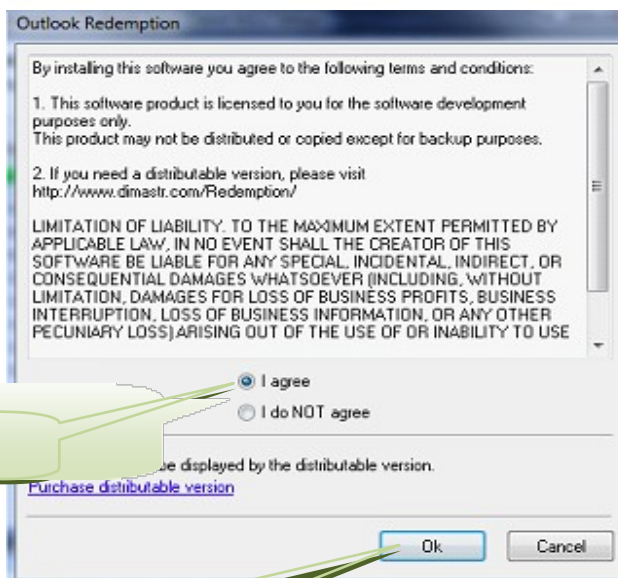 Outlook Redemption
By installing this software you agree to the following terms and conditions:
1. This software product is licensed to you for the software development
purposes only.
This product may not be distributed or copied except for backup purposes.
2. If you need a distributable version, please visit
http://www.dimastr.com/Redemption/
LIMITATION OF LIABILITY. TO THE MAXIMUM EXTENT PERMITTED BY
APPLICABLE LAW, IN NO EVENT SHALL THE CREATOR OF THIS
SOFTWARE BE LIABLE FOR ANY SPECIAL, INCIDENTAL, INDIRECT, OR
CONSEQUENTIAL DAMAGES WHATSOEVER (INCLUDING, WITHOUT
LIMITATION, DAMAGES FOR LOSS OF BUSINESS PROFITS, BUSINESS
INTERRUPTION, LOSS OF BUSINESS INFORMATION, OR ANY OTHER
PECUNIARY LOSS) ARISING OUT OF THE USE OF OR INABILITY TO USE
I agree
I do NOT agree
be displayed by the distributable version.
Purchase distributable version
Ok Cancel